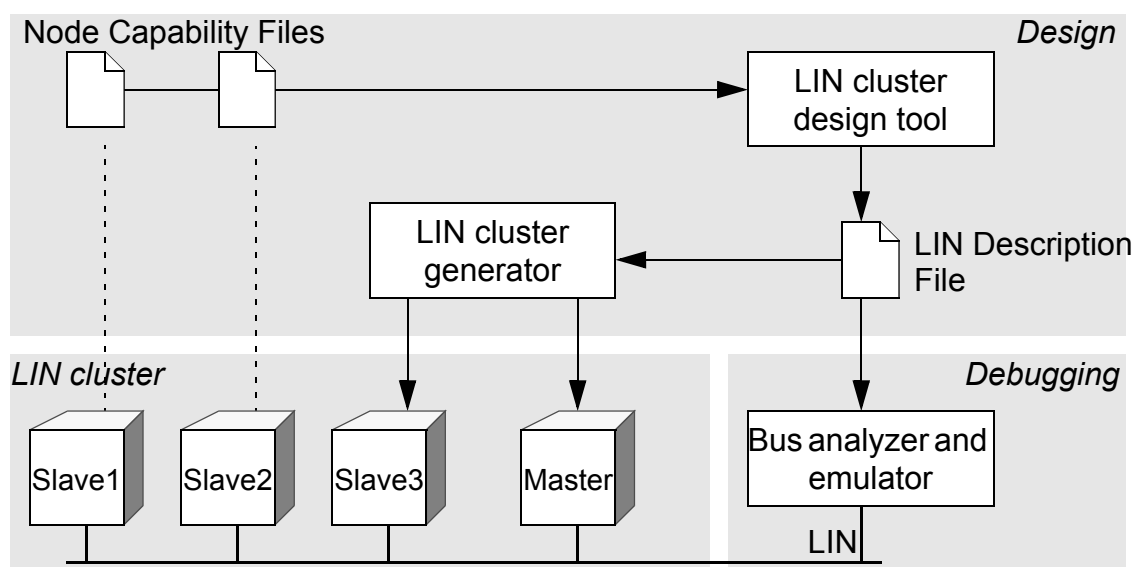 Node Capability Files
Design
LIN cluster
design tool
LIN cluster
generator
LIN Description
File
LIN cluster
Debugging
Slave1
Slave2
Slave3
Master
Bus analyzer and
emulator
LIN